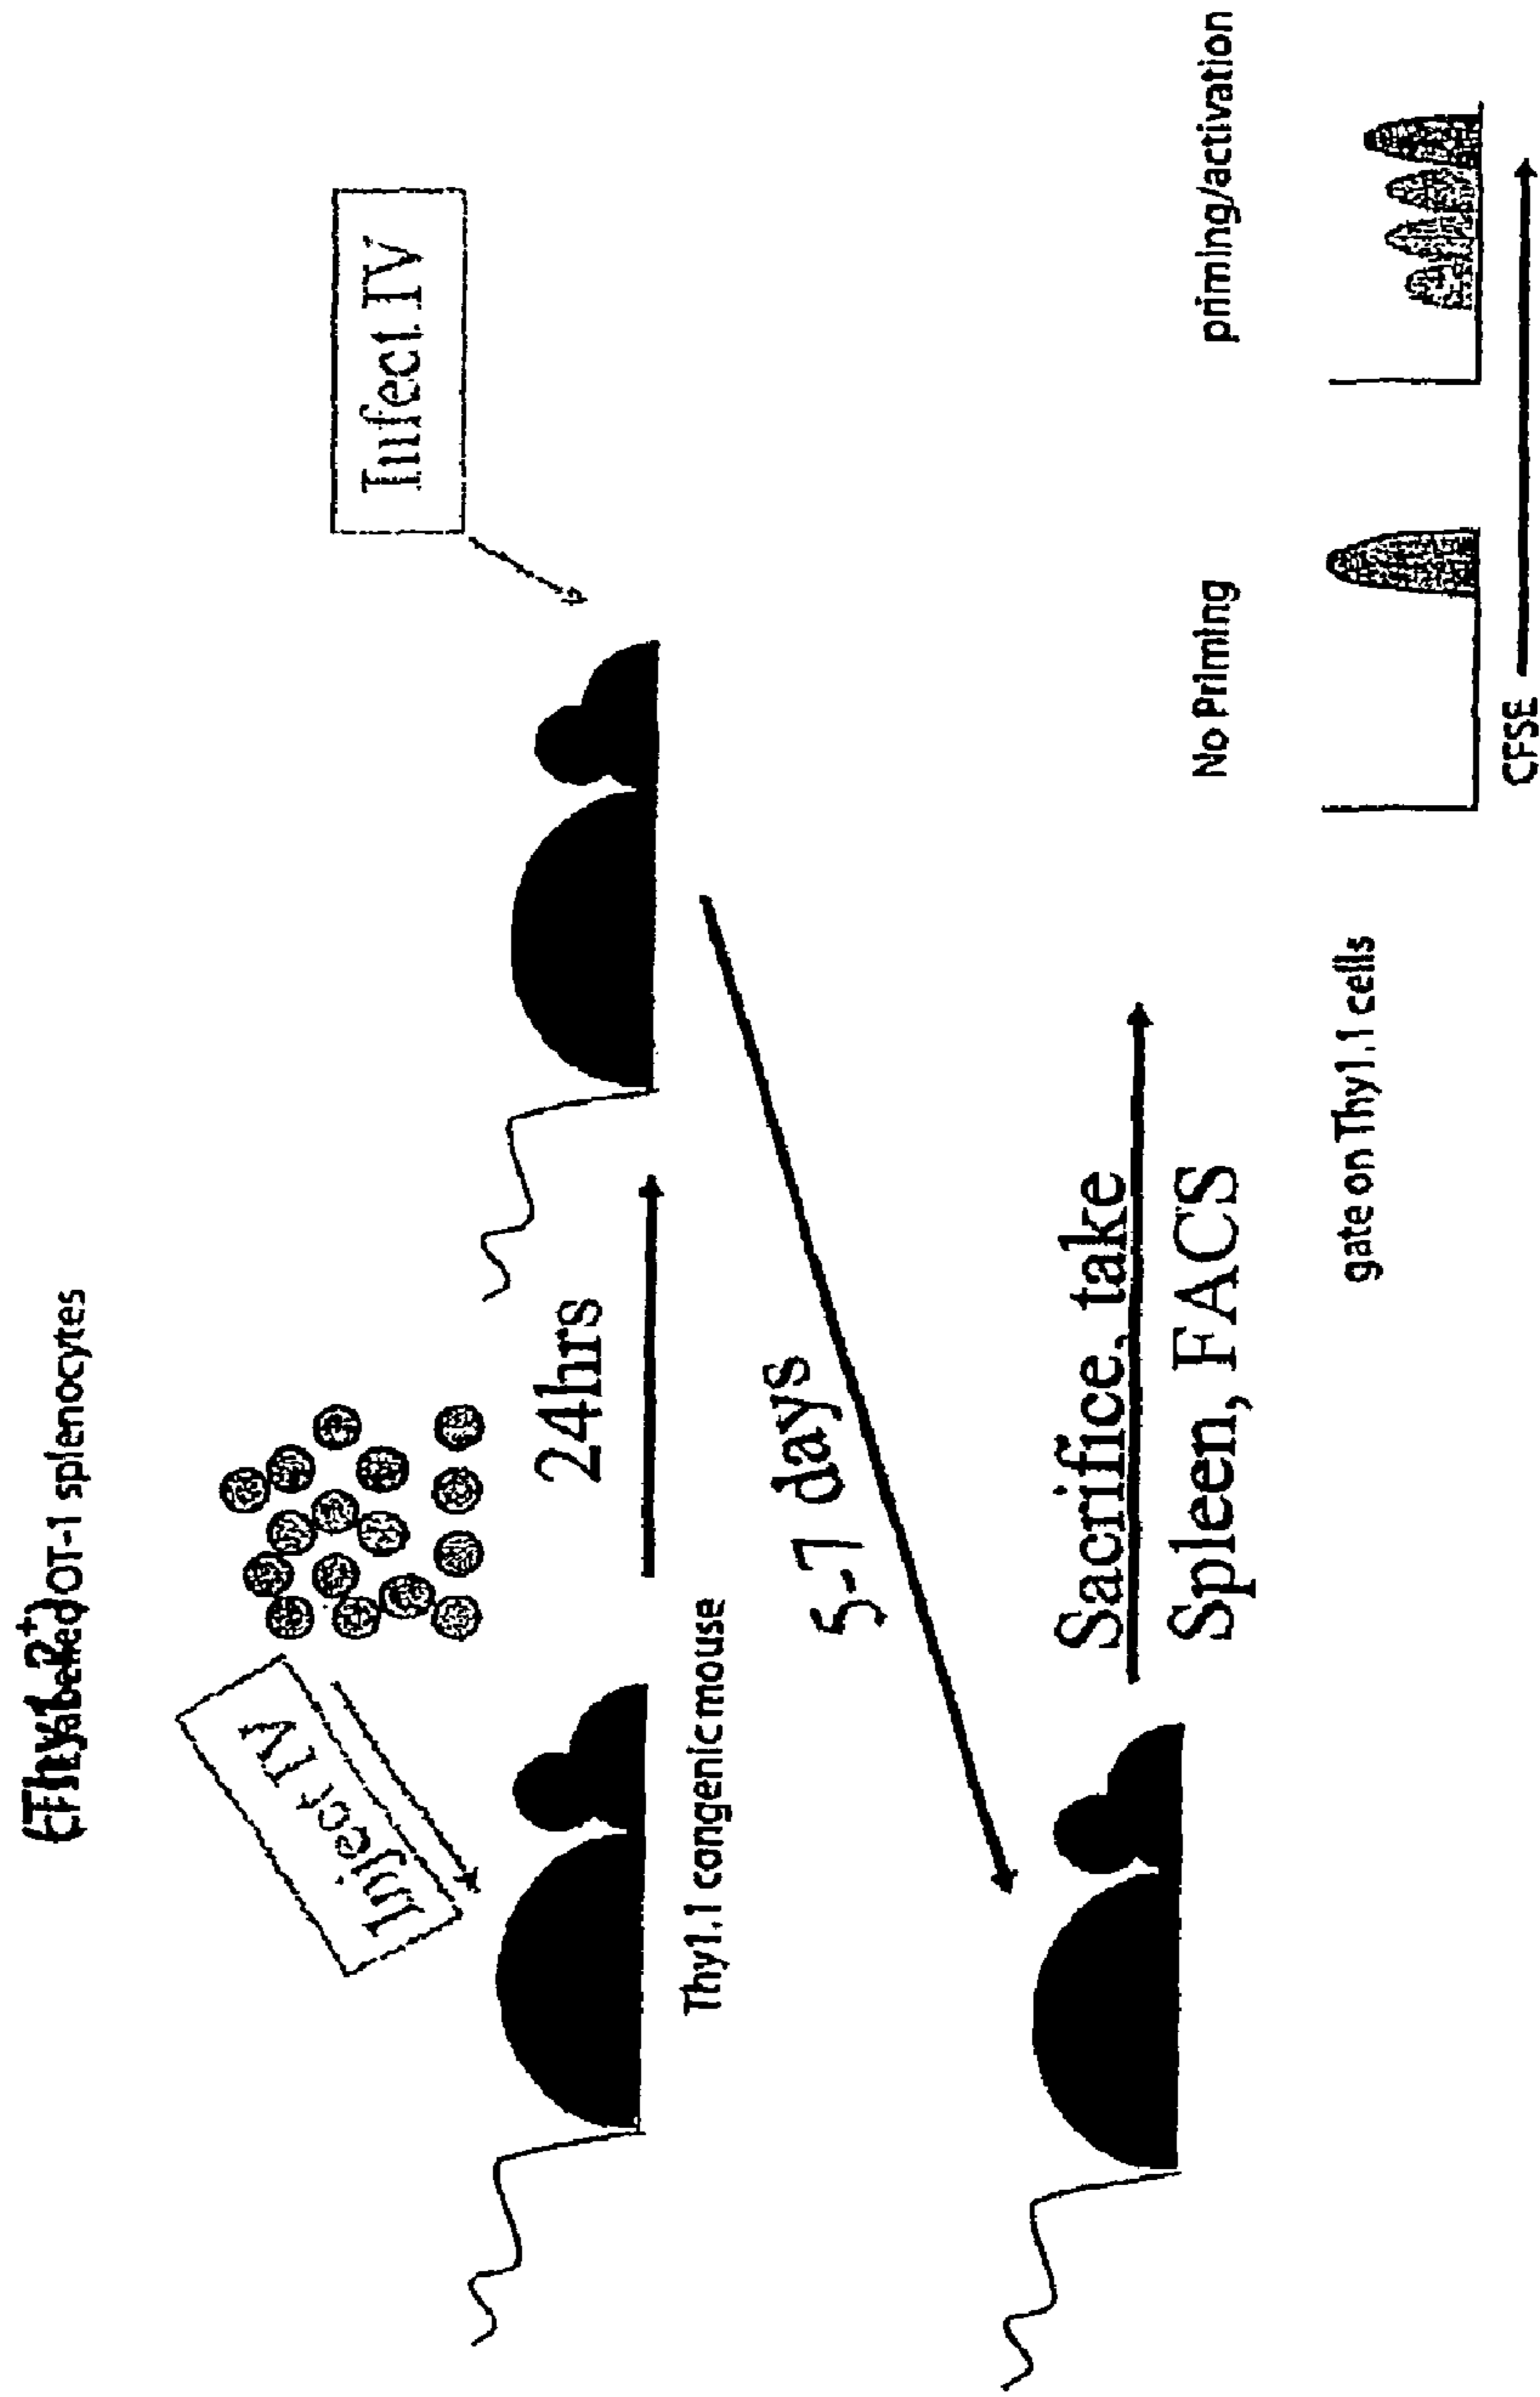 OT-1 splenocytes
Inject IV
Thy1.1 congenic mouse
24hrs
Infect IV
5-7 days
Sacrifice, take
Spleen, FACS
gate on Thy1.1 cells
No Priming
priming/activation
CFSE